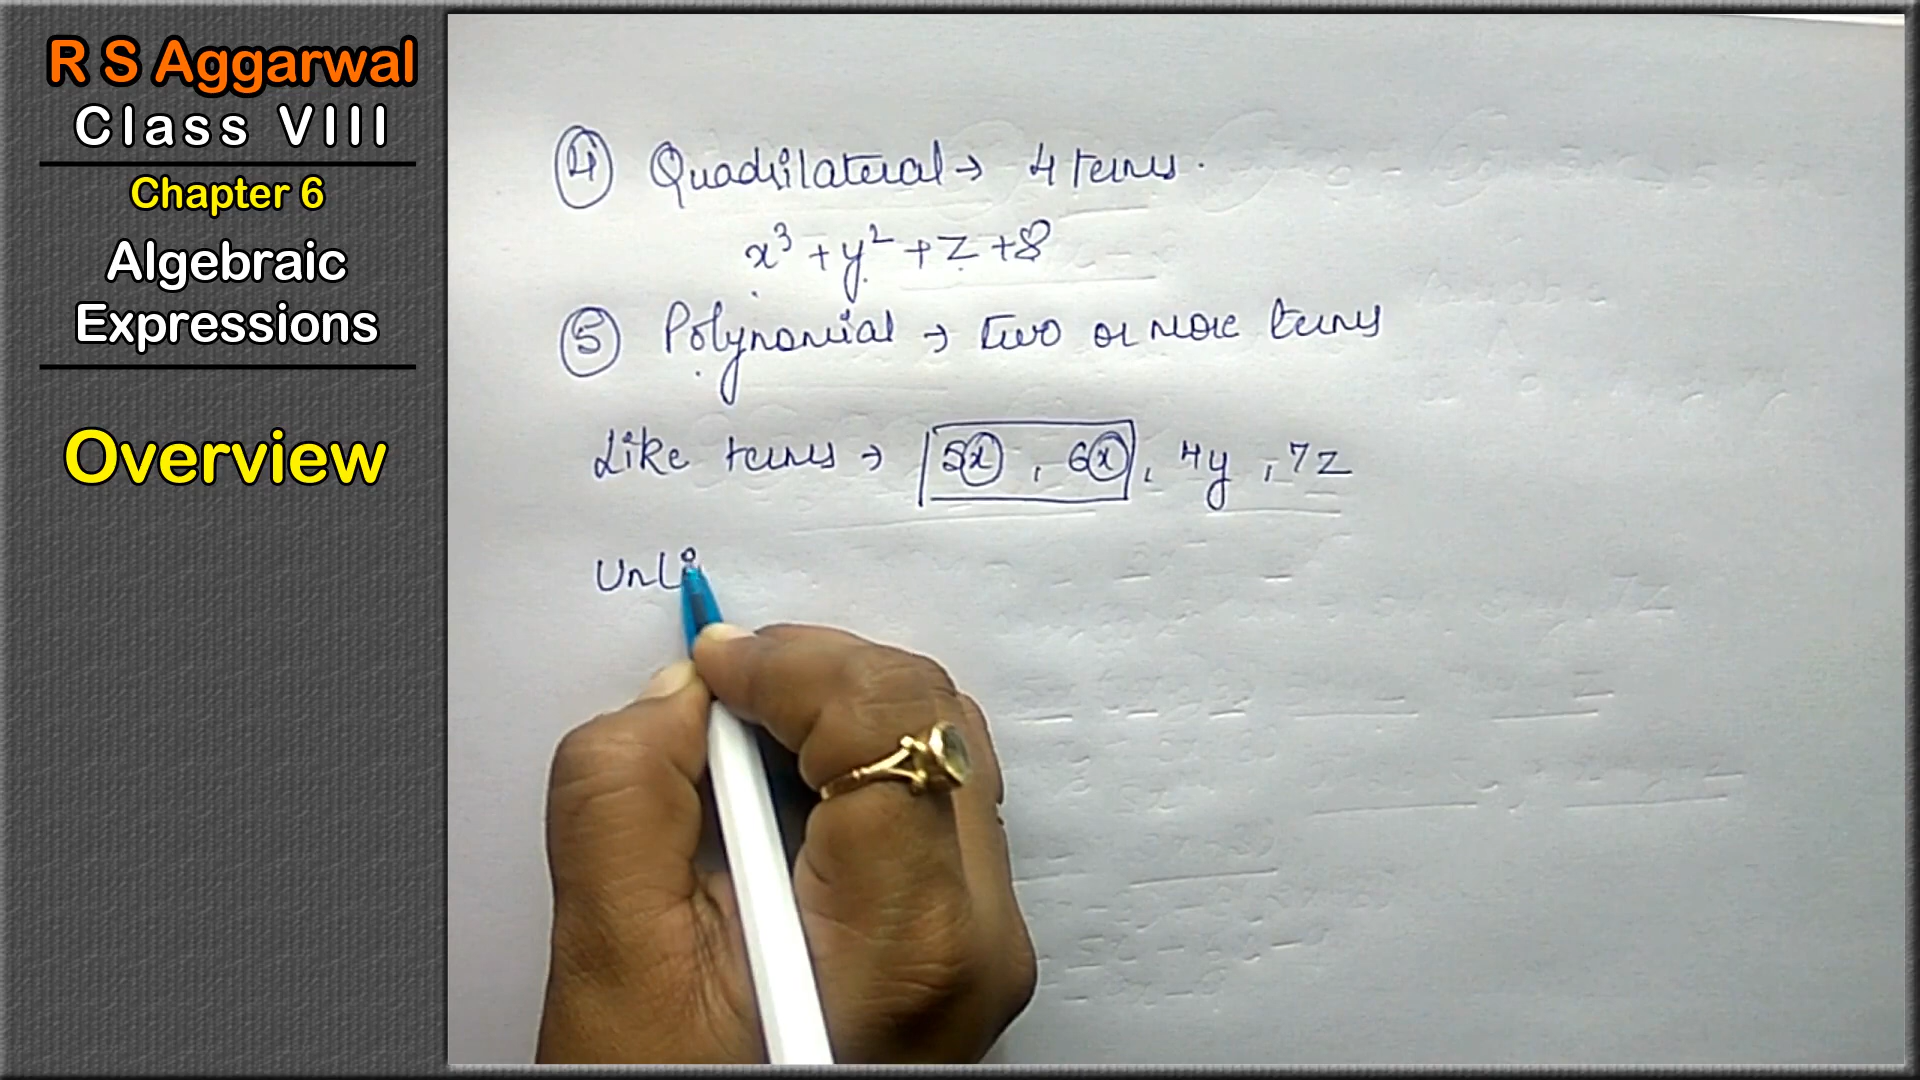 R S Aggarwal
Class VIII
Chapter 6
Algebraic
Expressions
Overview
④ Quadrilateral → 4 terms.
x³ + y² + z + 8
⑤ Polynomial → two or more terms
Like terms → 5x , 6x , 4y , 7z
Unli